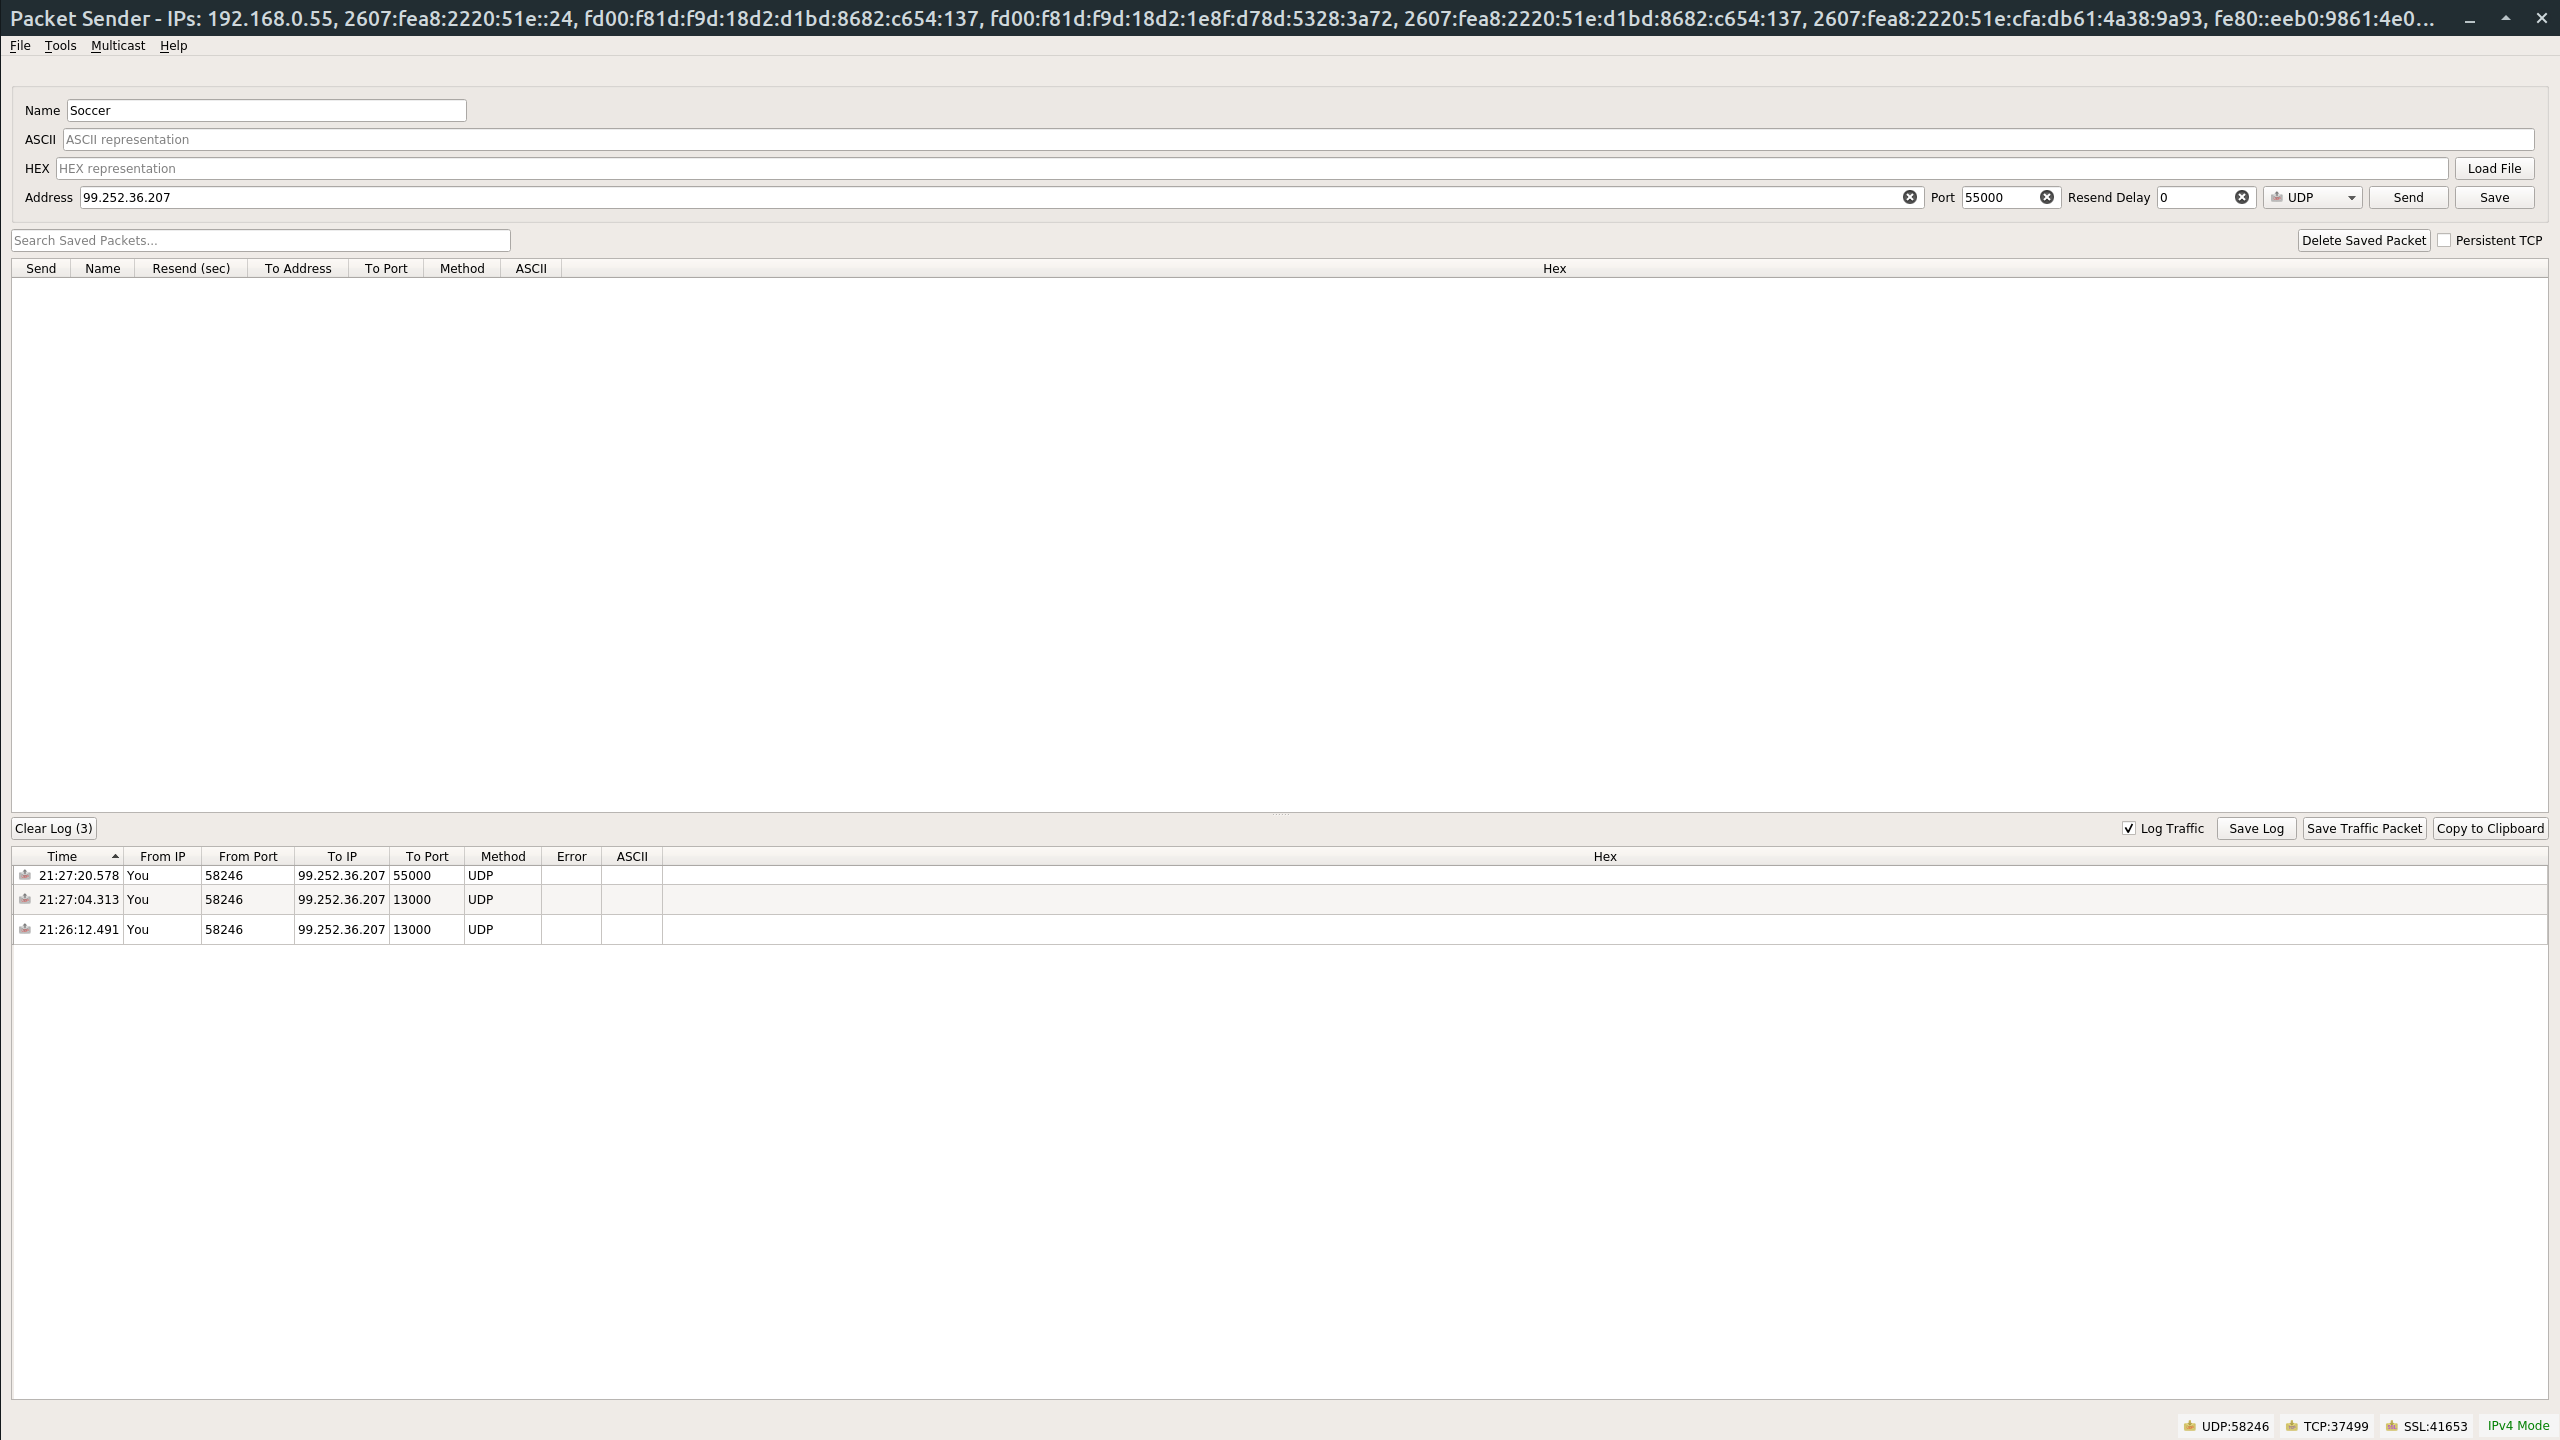 Packet Sender - IPs: 192.168.0.55, 2607:fea8:2220:51e::24, fd00:f81d:f9d:18d2:d1bd:8682:c654:137, fd00:f81d:f9d:18d2:1e8f:d78d:5328:3a72, 2607:fea8:2220:51e:d1bd:8682:c654:137, 2607:fea8:2220:51e:cfa:db61:4a38:9a93, fe80::eeb0:9861:4e0...
File Tools Multicast Help
Name Soccer
ASCII ASCII representation
HEX HEX representation Load File
Address 99.252.36.207 Port 55000 Resend Delay 0 UDP Send Save
Search Saved Packets... Delete Saved Packet Persistent TCP
Send Name Resend (sec) To Address To Port Method ASCII Hex
Clear Log (3) Log Traffic Save Log Save Traffic Packet Copy to Clipboard
Time From IP From Port To IP To Port Method Error ASCII Hex
21:27:20.578 You 58246 99.252.36.207 55000 UDP
21:27:04.313 You 58246 99.252.36.207 13000 UDP
21:26:12.491 You 58246 99.252.36.207 13000 UDP
UDP:58246 TCP:37499 SSL:41653 IPv4 Mode